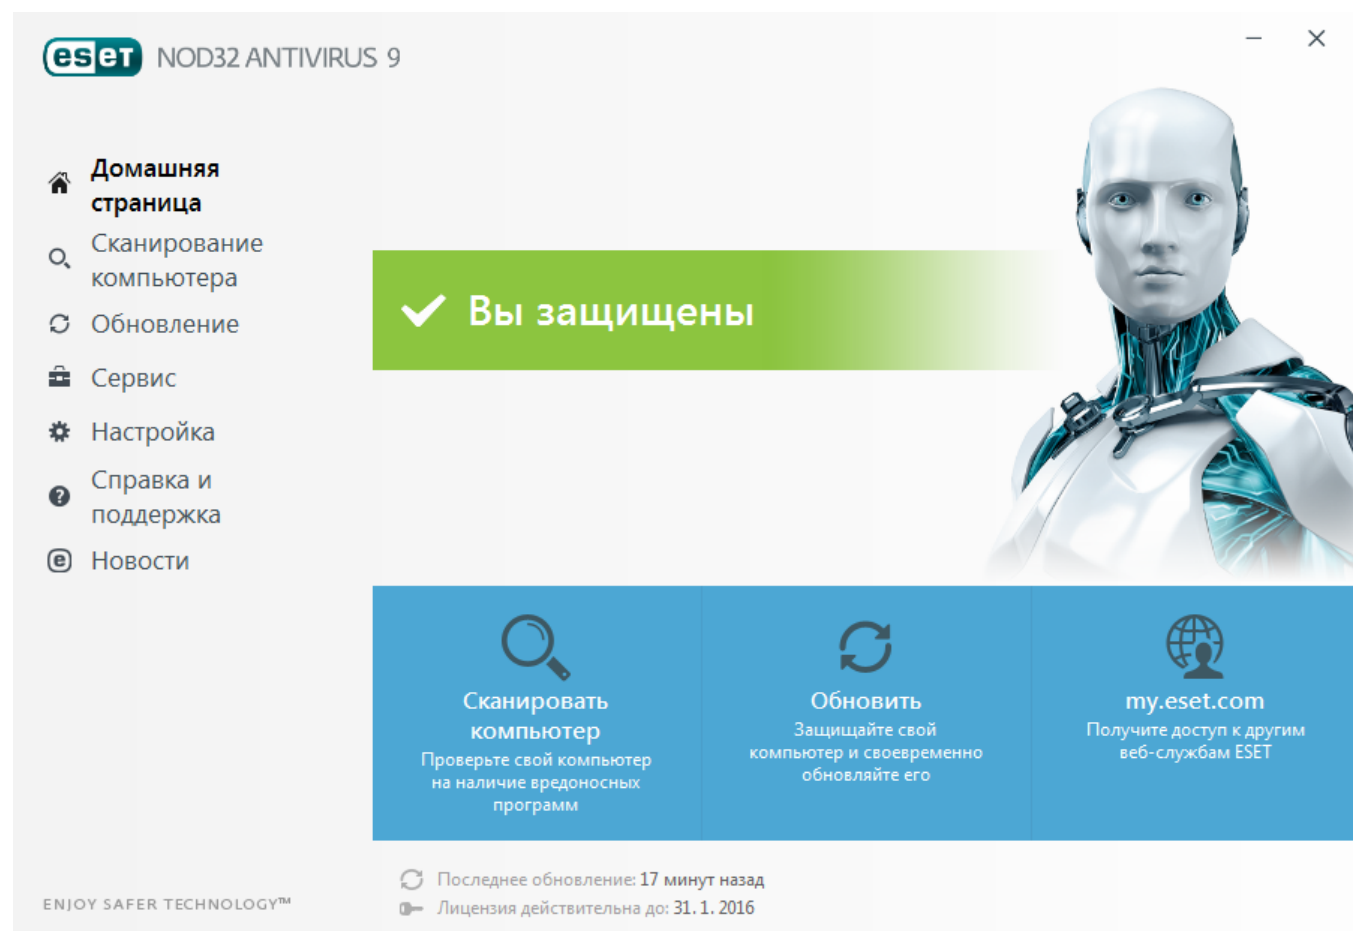 eset NOD32 ANTIVIRUS 9
Домашняя
страница
Сканирование
компьютера
Обновление
Сервис
Настройка
Справка и
поддержка
Новости
Вы защищены
Сканировать
компьютер
Проверьте свой компьютер
на наличие вредоносных
программ
Обновить
Защищайте свой
компьютер и своевременно
обновляйте его
my.eset.com
Получите доступ к другим
веб-службам ESET
Последнее обновление: 17 минут назад
Лицензия действительна до: 31. 1. 2016
ENJOY SAFER TECHNOLOGY™